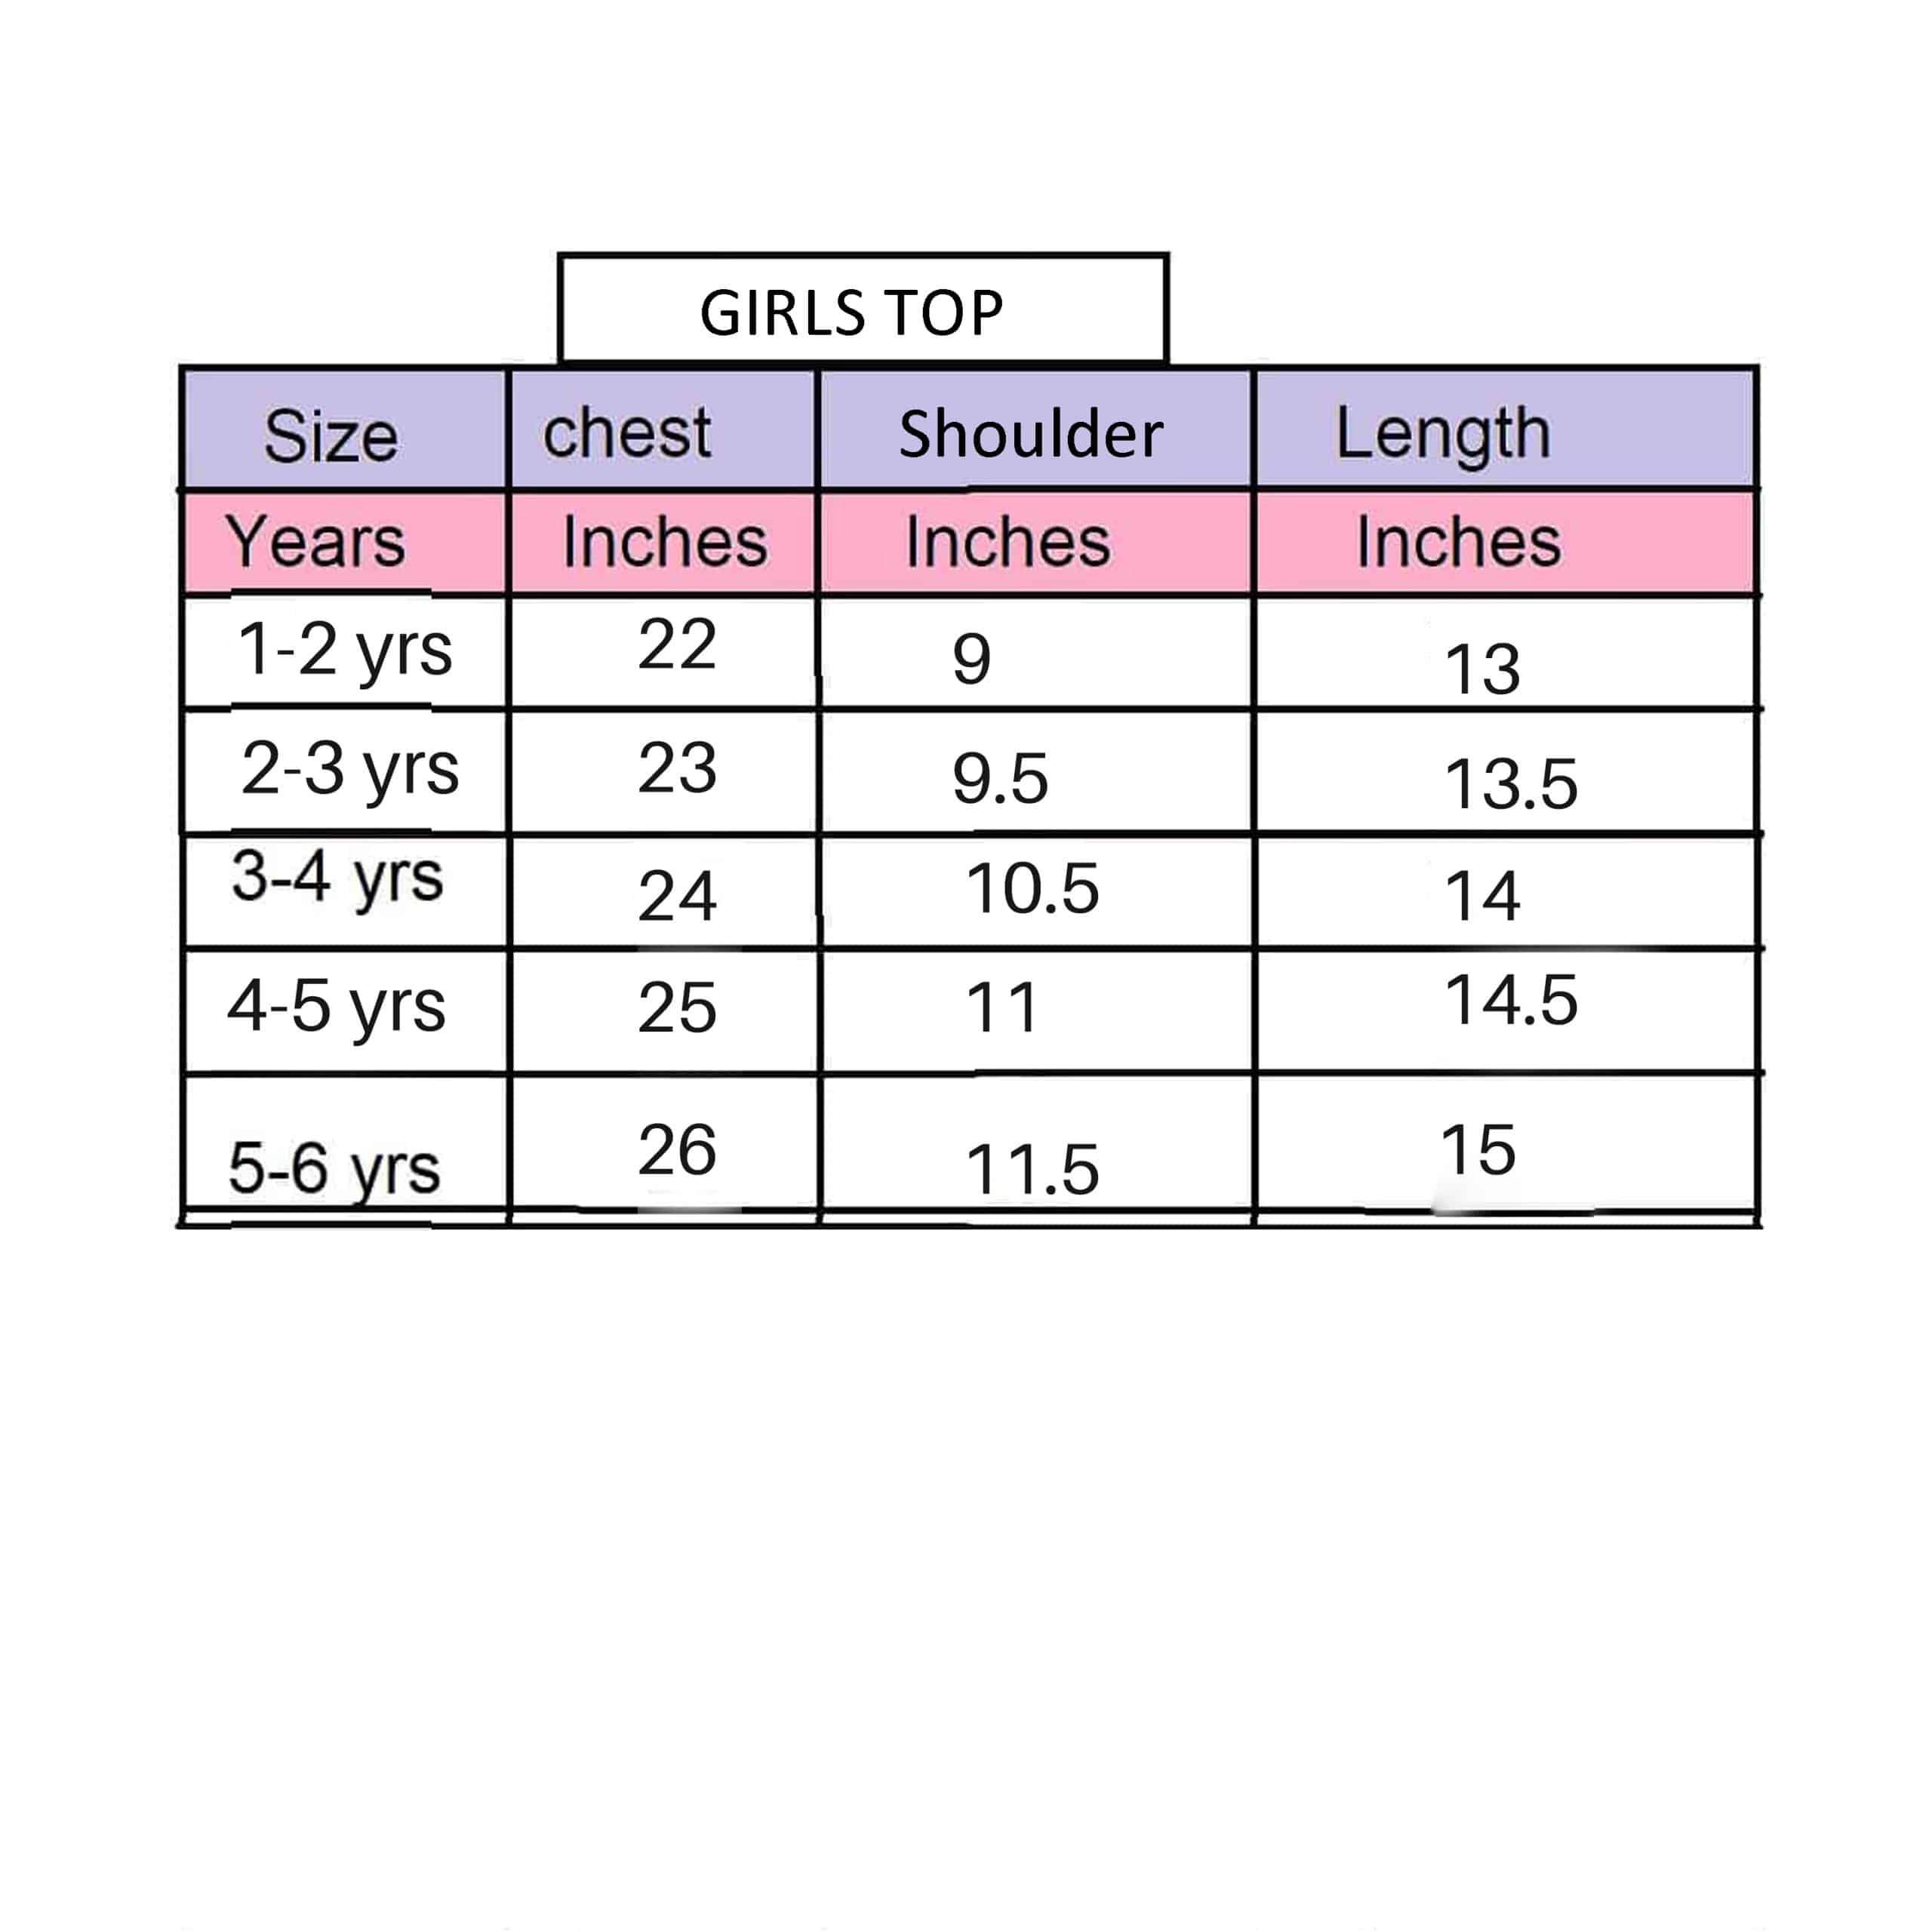 GIRLS TOP
Size chest Shoulder Length
Years Inches Inches Inches
1-2 yrs 22 9 13
2-3 yrs 23 9.5 13.5
3-4 yrs 24 10.5 14
4-5 yrs 25 11 14.5
5-6 yrs 26 11.5 15